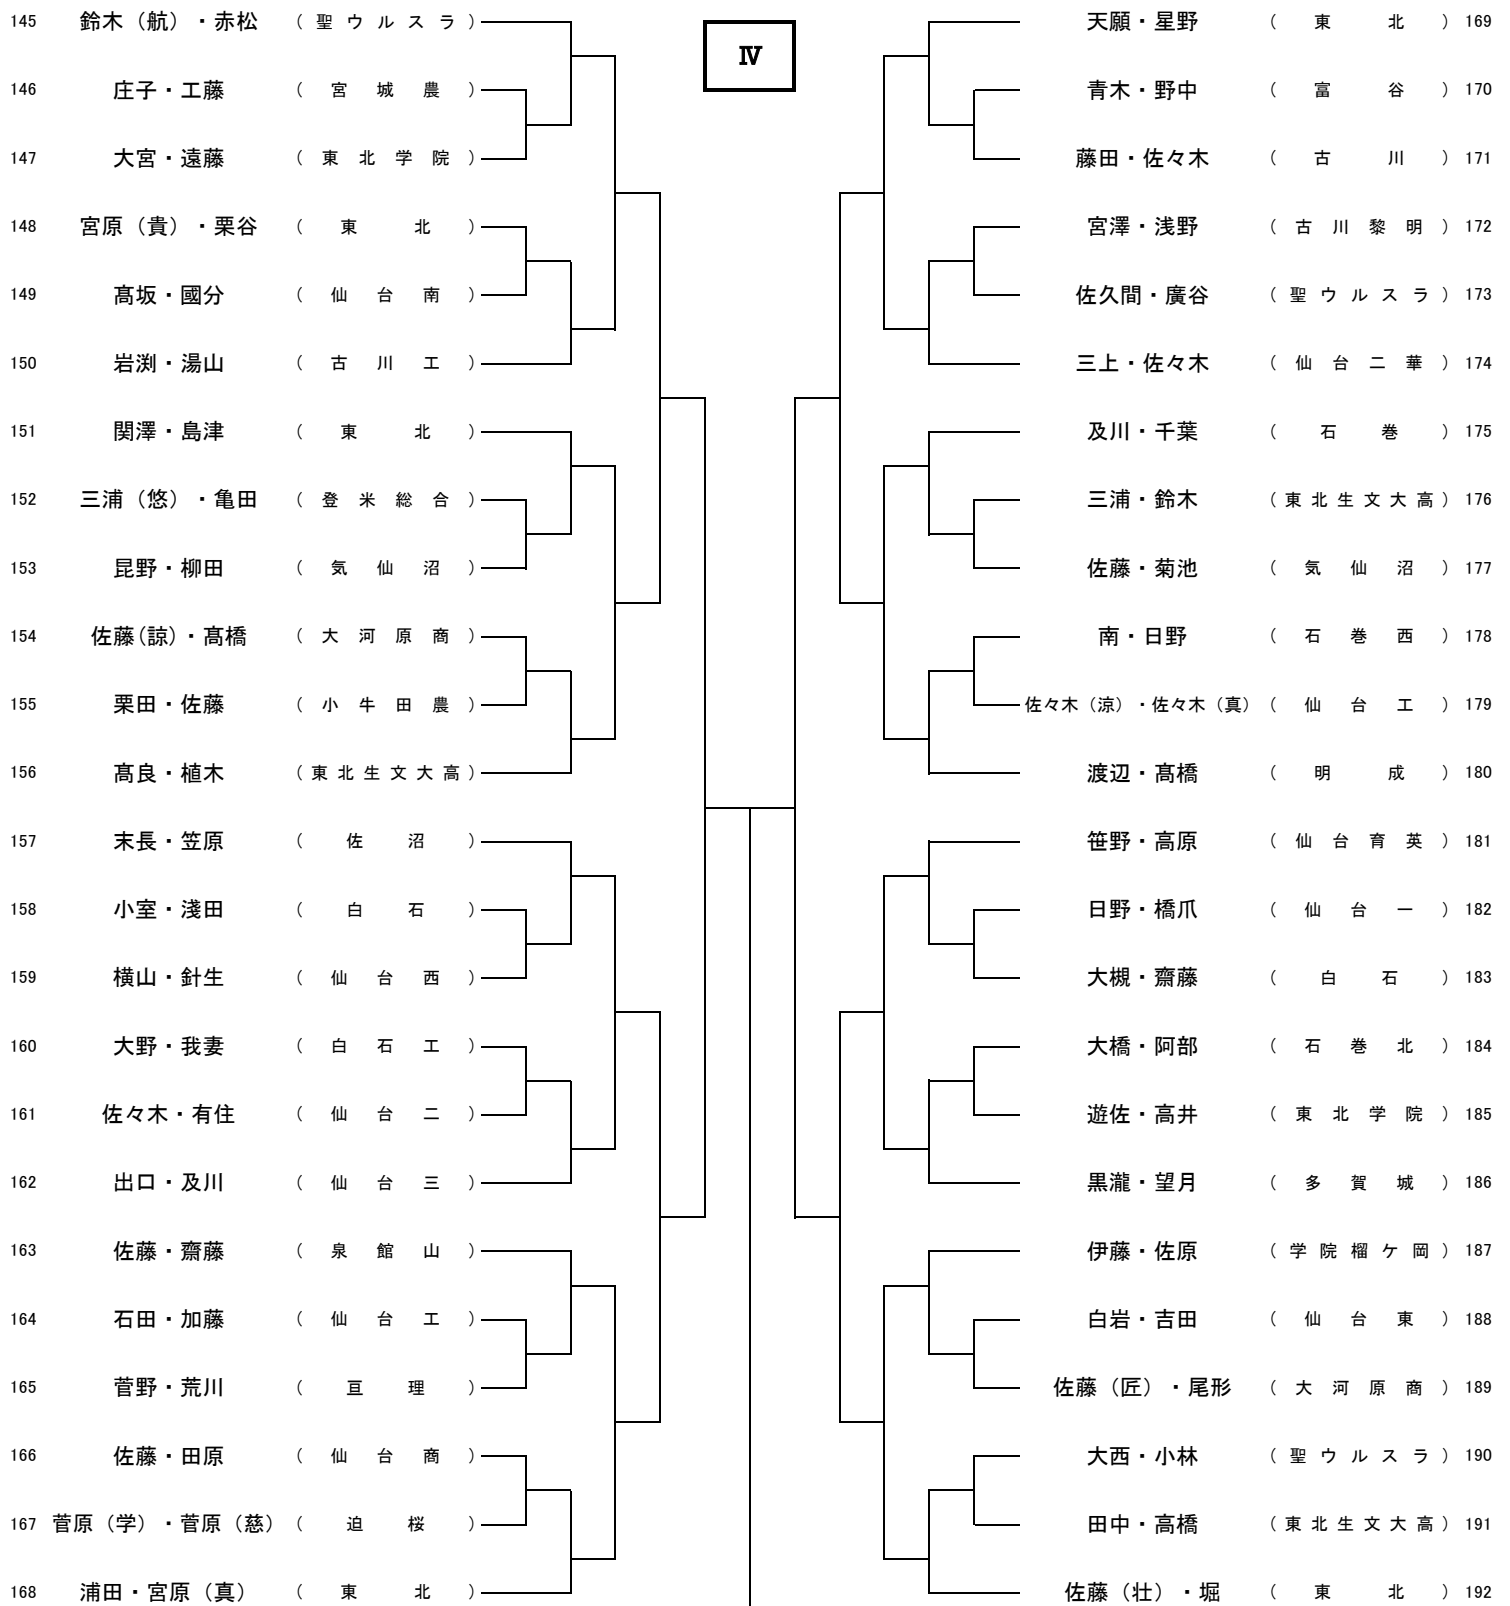 Ⅳ
145 鈴木（航）・赤松 （聖ウルスラ）
146 庄子・工藤 （宮城農）
147 大宮・遠藤 （東北学院）
148 宮原（貴）・栗谷 （東北）
149 髙坂・國分 （仙台南）
150 岩渕・湯山 （古川工）
151 関澤・島津 （東北）
152 三浦（悠）・亀田 （登米総合）
153 昆野・柳田 （気仙沼）
154 佐藤(諒)・髙橋 （大河原商）
155 栗田・佐藤 （小牛田農）
156 髙良・植木 （東北生文大高）
157 末長・笠原 （佐沼）
158 小室・淺田 （白石）
159 横山・針生 （仙台西）
160 大野・我妻 （白石工）
161 佐々木・有住 （仙台二）
162 出口・及川 （仙台三）
163 佐藤・齋藤 （泉館山）
164 石田・加藤 （仙台工）
165 菅野・荒川 （亘理）
166 佐藤・田原 （仙台商）
167 菅原（学）・菅原（慈） （迫桜）
168 浦田・宮原（真） （東北）
天願・星野 （東北） 169
青木・野中 （富谷） 170
藤田・佐々木 （古川） 171
宮澤・浅野 （古川黎明） 172
佐久間・廣谷 （聖ウルスラ） 173
三上・佐々木 （仙台二華） 174
及川・千葉 （石巻） 175
三浦・鈴木 （東北生文大高） 176
佐藤・菊池 （気仙沼） 177
南・日野 （石巻西） 178
佐々木（涼）・佐々木（真） （仙台工） 179
渡辺・髙橋 （明成） 180
笹野・高原 （仙台育英） 181
日野・橋爪 （仙台一） 182
大槻・齋藤 （白石） 183
大橋・阿部 （石巻北） 184
遊佐・高井 （東北学院） 185
黒瀧・望月 （多賀城） 186
伊藤・佐原 （学院榴ケ岡） 187
白岩・吉田 （仙台東） 188
佐藤（匠）・尾形 （大河原商） 189
大西・小林 （聖ウルスラ） 190
田中・高橋 （東北生文大高） 191
佐藤（壮）・堀 （東北） 192